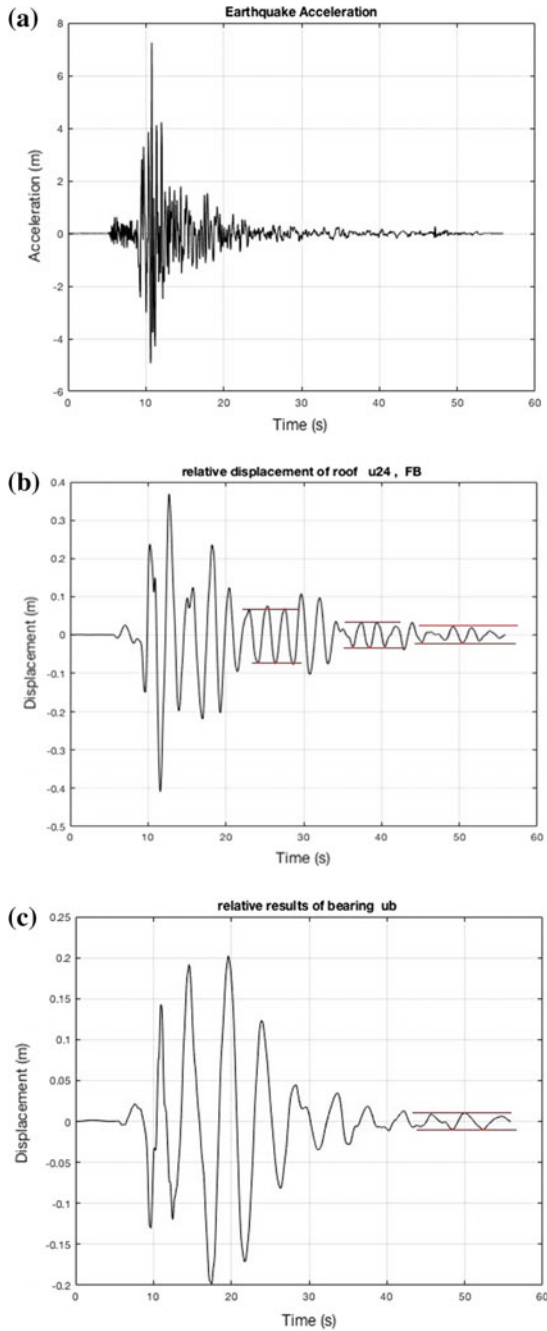 (a)
Earthquake Acceleration
8
6
4
2
0
-2
-4
-6
Acceleration (m)
0 10 20 30 40 50 60
Time (s)
(b)
relative displacement of roof u24 , FB
0.4
0.3
0.2
0.1
0
-0.1
-0.2
-0.3
-0.4
-0.5
Displacement (m)
0 10 20 30 40 50 60
Time (s)
(c)
relative results of bearing ub
0.25
0.2
0.15
0.1
0.05
0
-0.05
-0.1
-0.15
-0.2
Displacement (m)
0 10 20 30 40 50 60
Time (s)